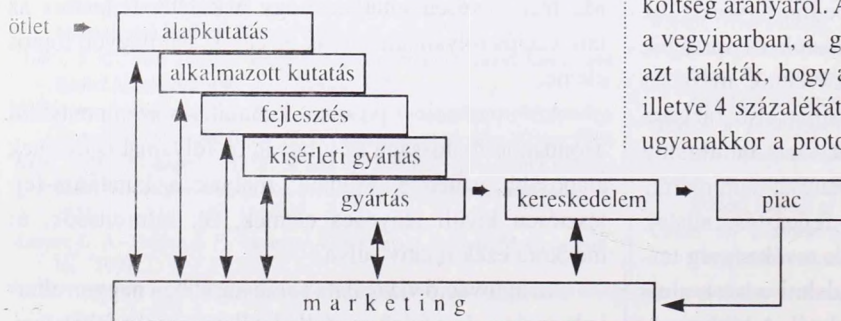 ötlet
alapkutatás
alkalmazott kutatás
fejlesztés
kísérleti gyártás
gyártás
kereskedelem
piac
marketing
költség arányáról. A
a vegyiparban, a g
azt találták, hogy a
illetve 4 százalékát
ugyanakkor a proto